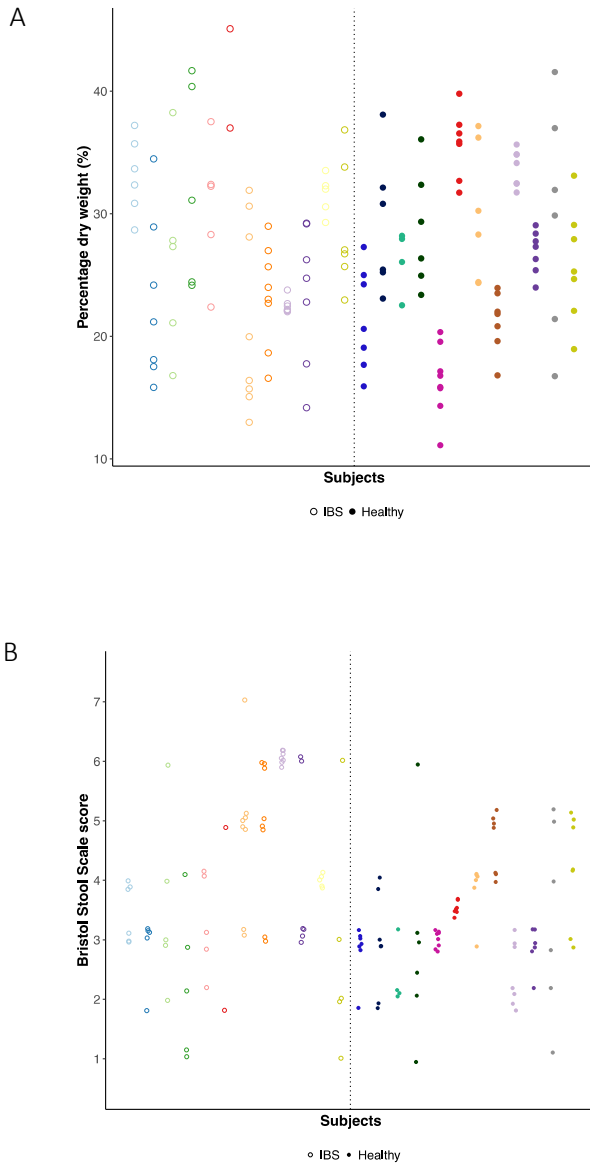 A
Percentage dry weight (%)
40
30
20
10
Subjects
IBS Healthy
B
Bristol Stool Scale score
7
6
5
4
3
2
1
Subjects
IBS Healthy